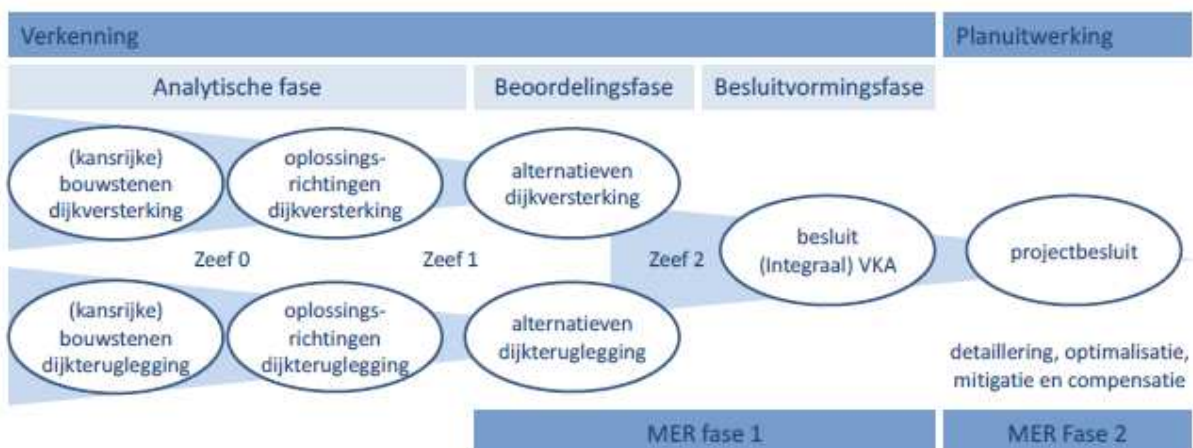 Verkenning
Planuitwerking
Analytische fase
Beoordelingsfase
Besluitvormingsfase
(kansrijke)
bouwstenen
dijkversterking
oplossings-
richtingen
dijkversterking
alternatieven
dijkversterking
Zeef 0
Zeef 1
Zeef 2
besluit
(Integraal) VKA
projectbesluit
(kansrijke)
bouwstenen
dijkteruglegging
oplossings-
richtingen
dijkteruglegging
alternatieven
dijkteruglegging
detaillering, optimalisatie,
mitigatie en compensatie
MER fase 1
MER Fase 2